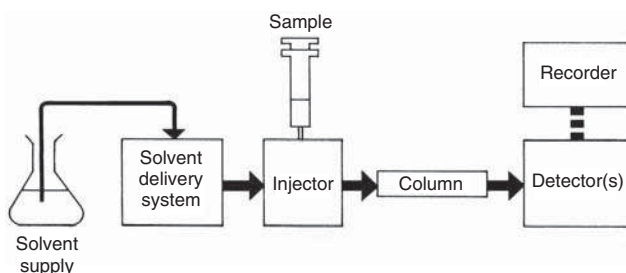 Sample
Recorder
Solvent
delivery
system
Injector
Column
Detector(s)
Solvent
supply